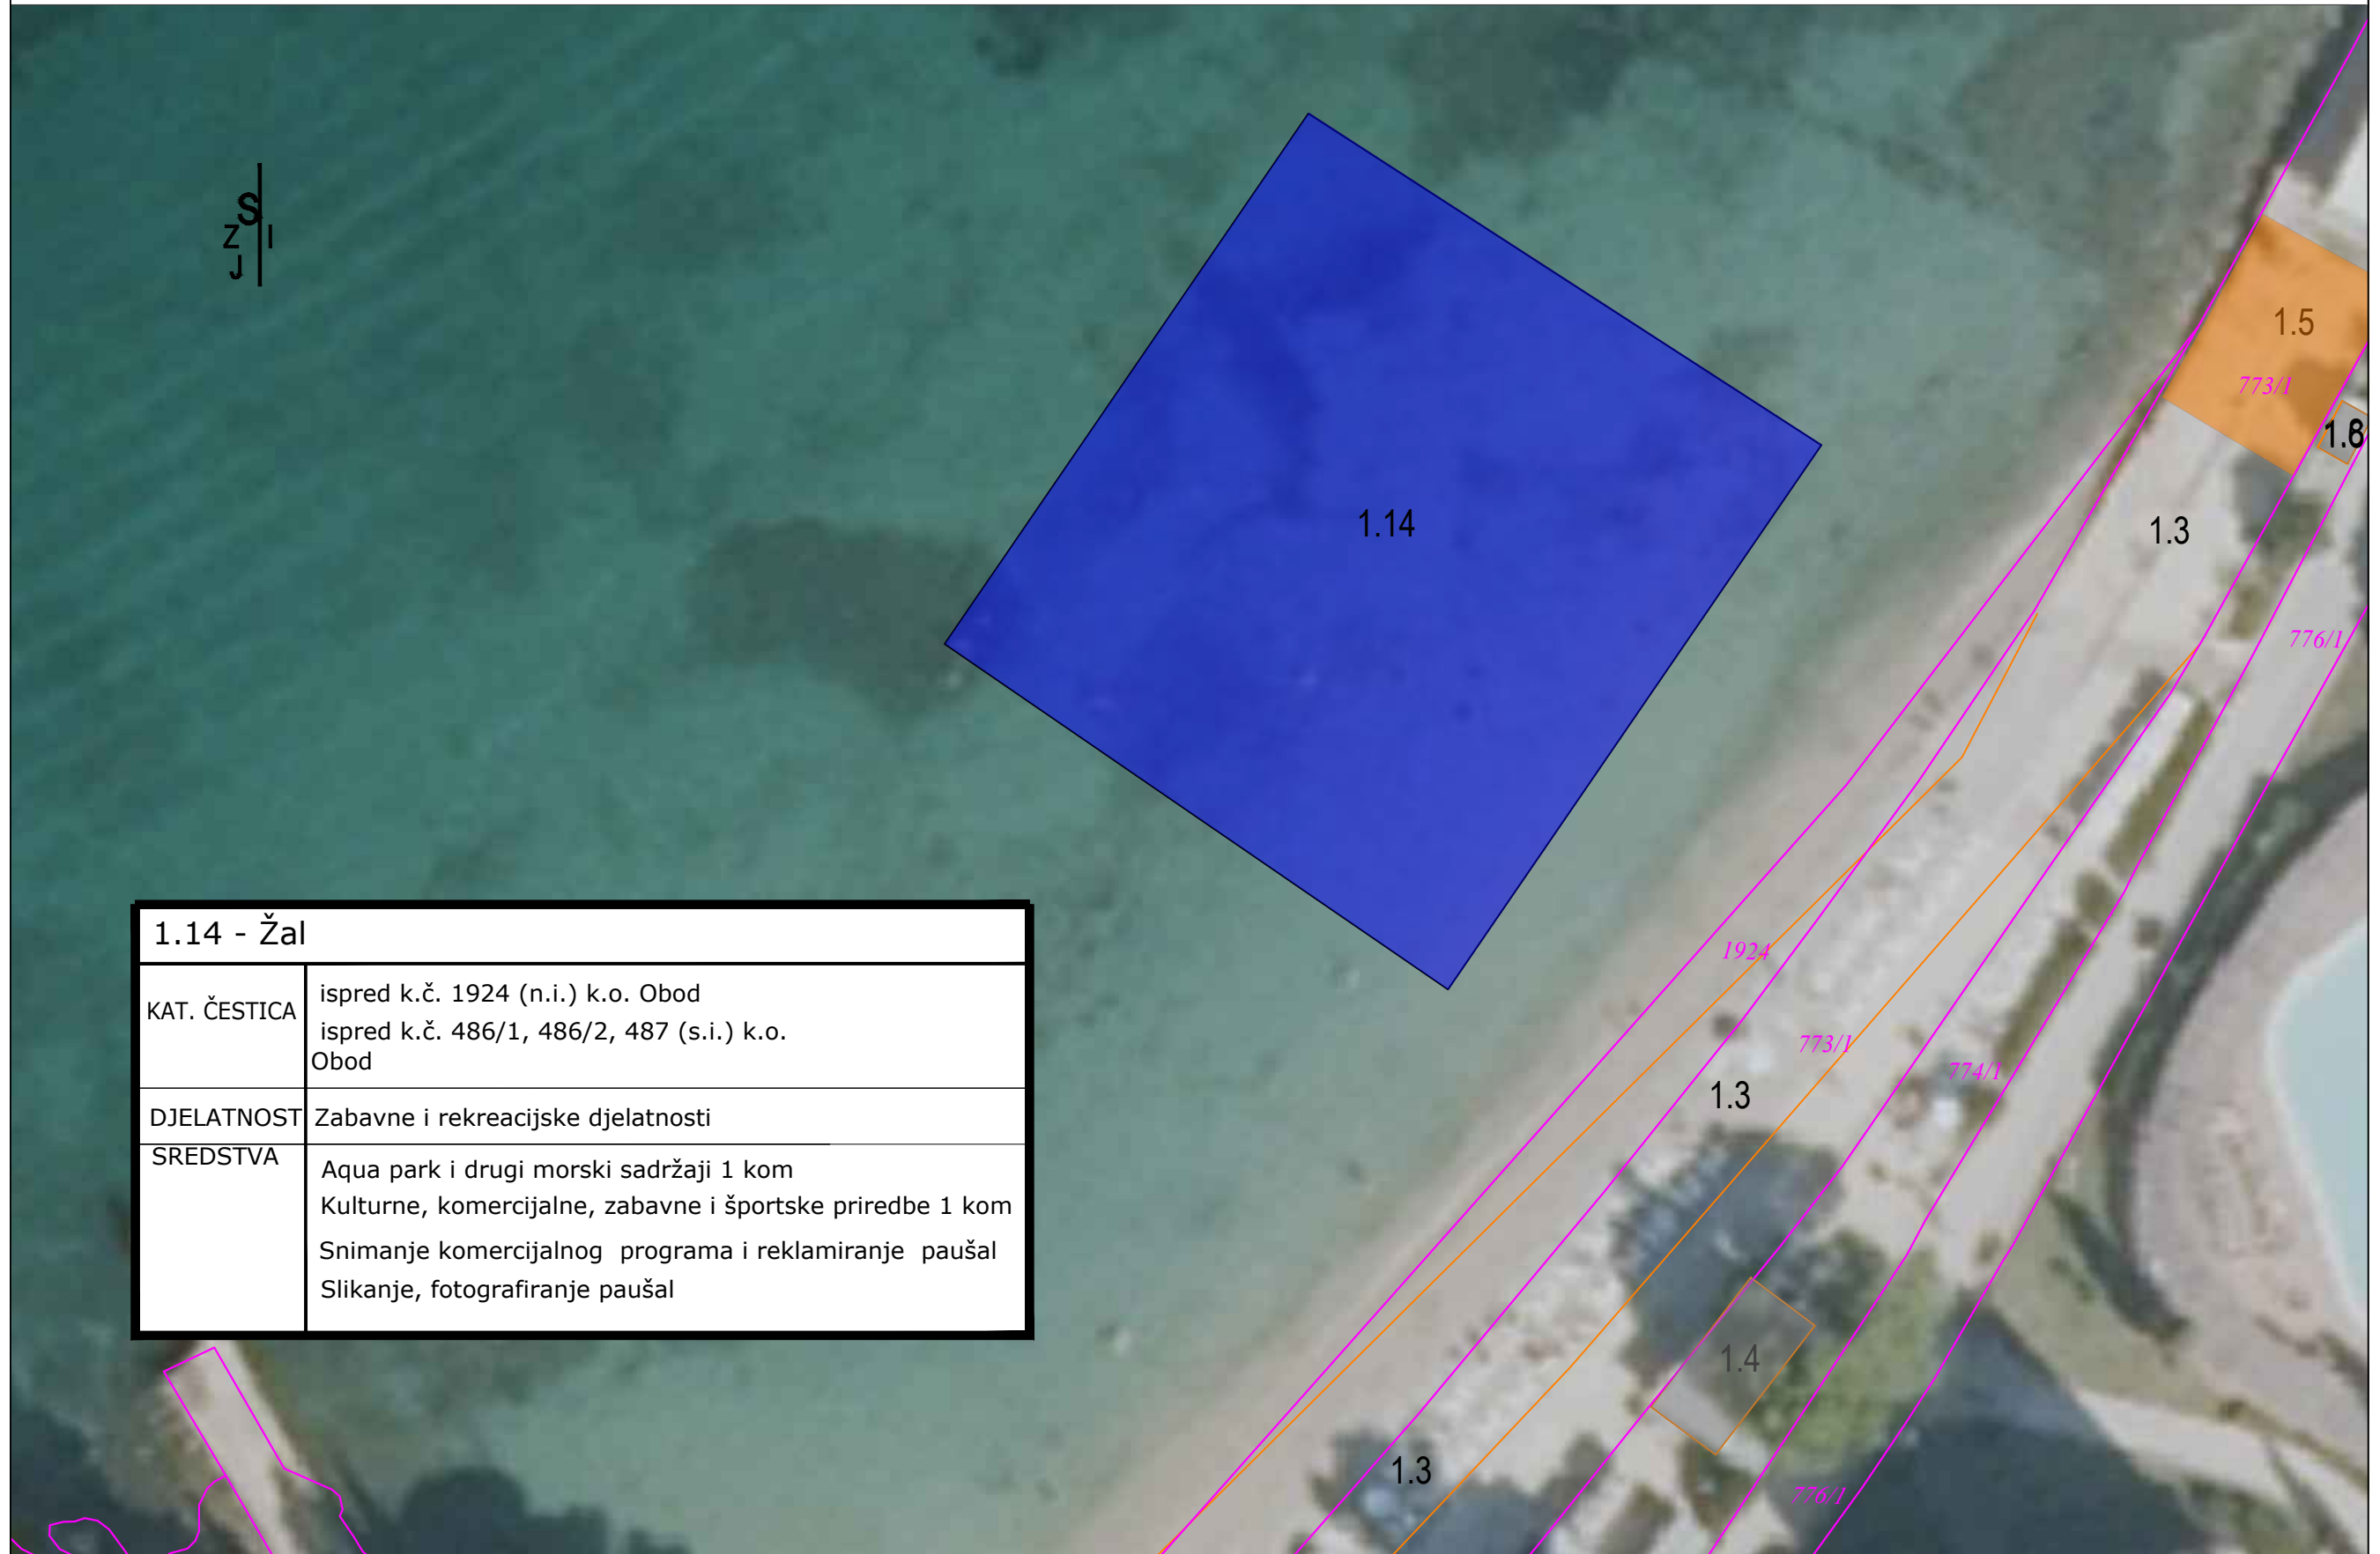 S
Z I
J
1.5
773/1
1.14
1.3
776/1
1924
773/1
774/1
1.3
1.4
1.3
776/1
1.14 - Žal
KAT. ČESTICA
ispred k.č. 1924 (n.i.) k.o. Obod
ispred k.č. 486/1, 486/2, 487 (s.i.) k.o.
Obod
DJELATNOST Zabavne i rekreacijske djelatnosti
SREDSTVA
Aqua park i drugi morski sadržaji 1 kom
Kulturne, komercijalne, zabavne i športske priredbe 1 kom
Snimanje komercijalnog programa i reklamiranje paušal
Slikanje, fotografiranje paušal